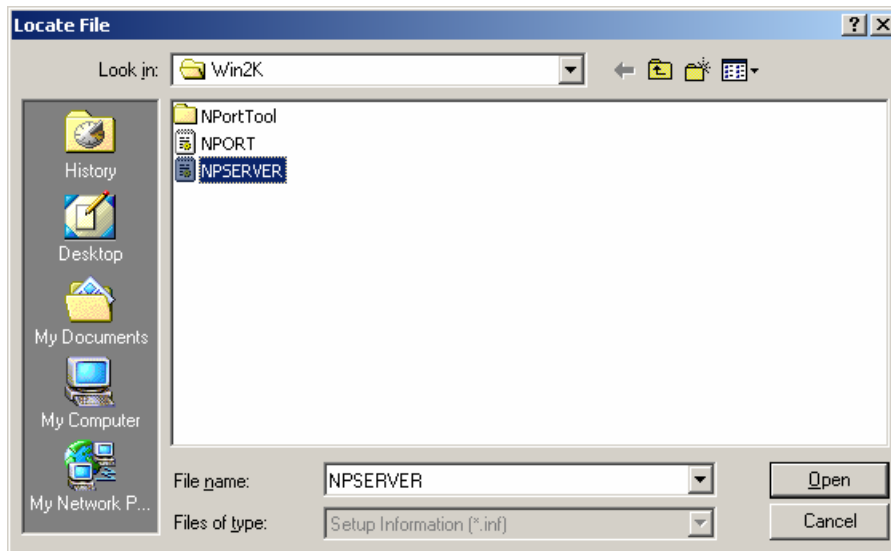 Locate File
Look in: Win2K
NPortTool
NPORT
NPSERVER
History
Desktop
My Documents
My Computer
My Network P...
File name: NPSERVER Open
Files of type: Setup Information (*.inf) Cancel